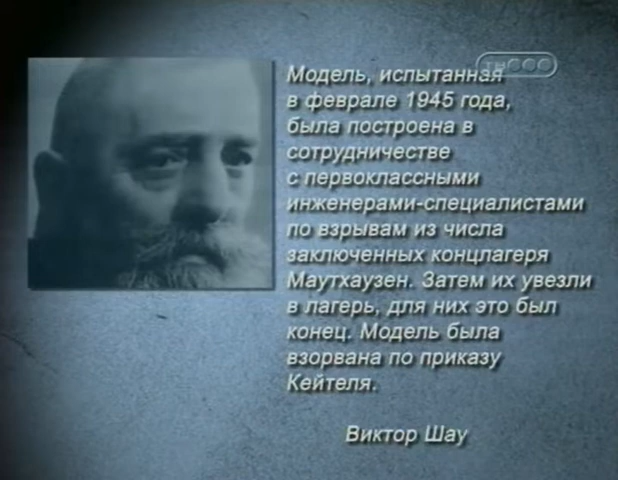 Модель, испытанная
в феврале 1945 года,
была построена в
сотрудничестве
с первоклассными
инженерами-специалистами
по взрывам из числа
заключенных концлагеря
Маутхаузен. Затем их увезли
в лагерь, для них это был
конец. Модель была
взорвана по приказу
Кейтеля.
Виктор Шау